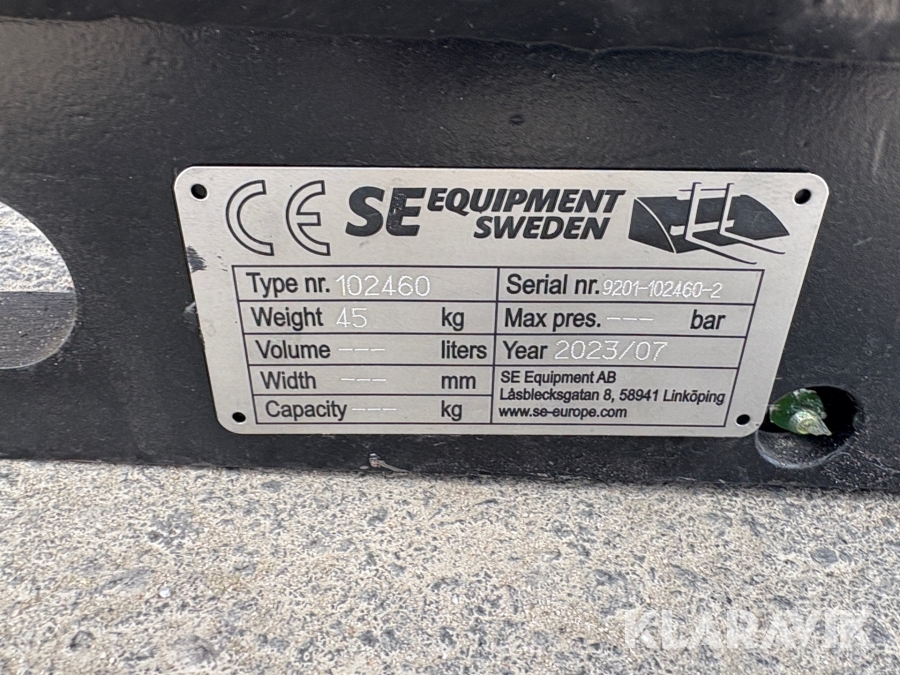 CE SE EQUIPMENT
SWEDEN
Type nr. 102460 Serial nr. 9201-102460-2
Weight 45 kg Max pres. --- bar
Volume --- liters Year 2023/07
Width --- mm SE Equipment AB
Låsblecksgatan 8, 58941 Linköping
Capacity --- kg www.se-europe.com
KLARAVIK